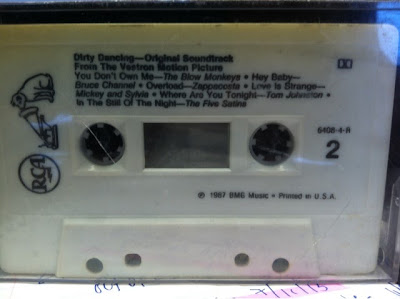 Dirty Dancing—Original Soundtrack
From The Vestron Motion Picture
You Don't Own Me—The Blow Monkeys • Hey Baby—
Bruce Channel • Overload—Zappacosta • Love Is Strange—
Mickey and Sylvia • Where Are You Tonight—Tom Johnston •
In The Still Of The Night—The Five Satins
6408-4-R
2
RCA
℗ 1987 BMG Music • Printed in U.S.A.